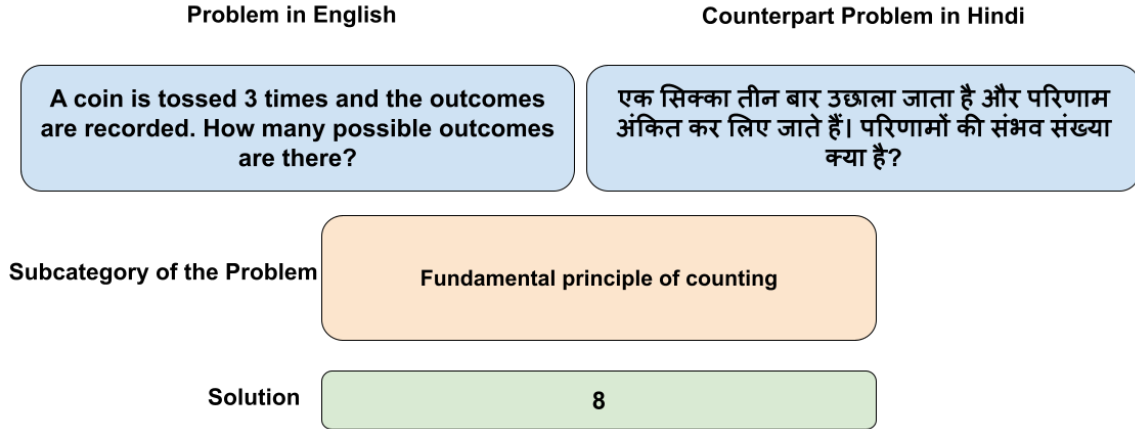 Problem in English
Counterpart Problem in Hindi
A coin is tossed 3 times and the outcomes
are recorded. How many possible outcomes
are there?
एक सिक्का तीन बार उछाला जाता है और परिणाम
अंकित कर लिए जाते हैं। परिणामों की संभव संख्या
क्या है?
Subcategory of the Problem
Fundamental principle of counting
Solution
8